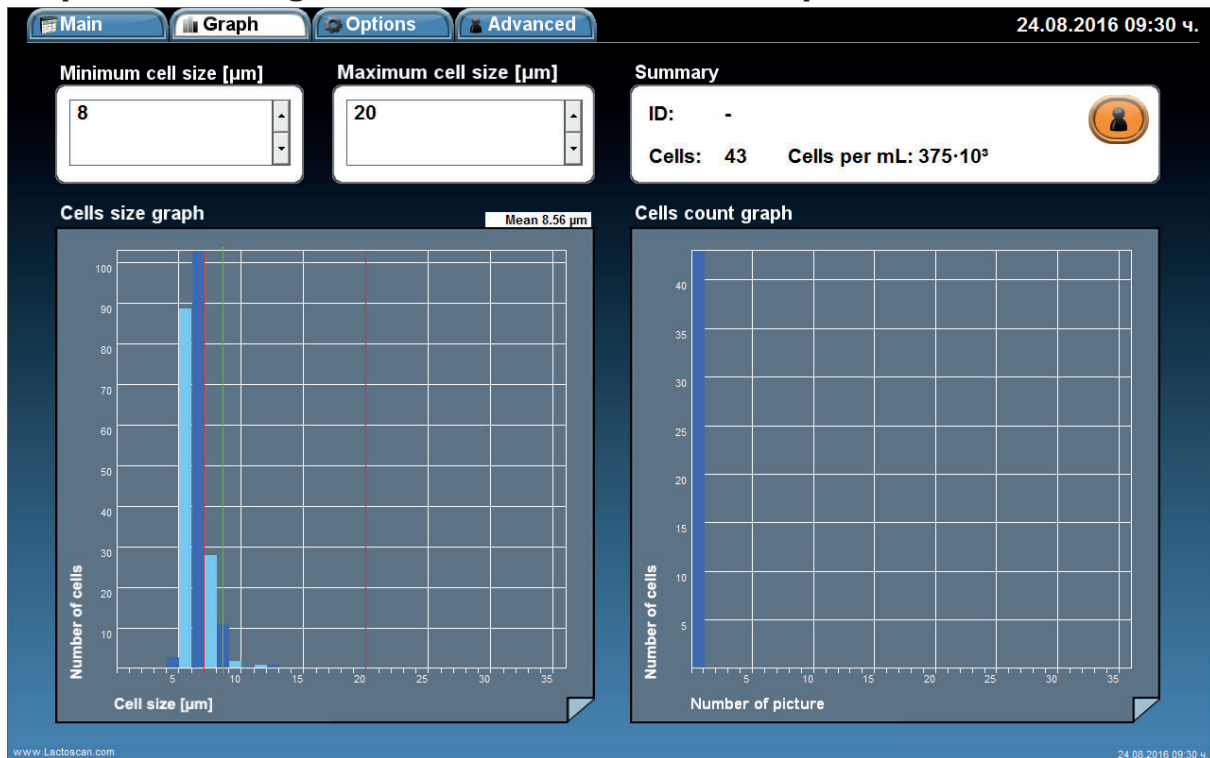 Main Graph Options Advanced 24.08.2016 09:30 ч.
Minimum cell size [µm] Maximum cell size [µm] Summary
8 20 ID: -
Cells: 43 Cells per mL: 375·10³
Cells size graph Mean 8.56 µm Cells count graph
100
90
80
70
60
50
40
30
20
10
Number of cells
5 10 15 20 25 30 35
Cell size [µm]
40
35
30
25
20
15
10
5
Number of cells
5 10 15 20 25 30 35
Number of picture
www.Lactoscan.com 24.08.2016 09:30 ч.